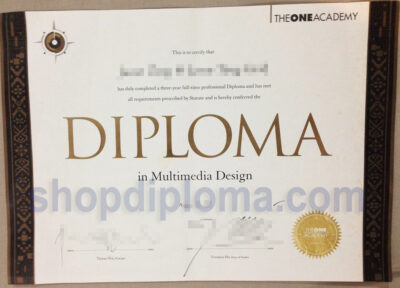 THEONEACADEMY
This is to certify that
has duly completed a three-year full-time professional Diploma and has met
all requirements prescribed by Statute and is hereby conferred the
DIPLOMA
in Multimedia Design
shopdiploma.com
THEONE